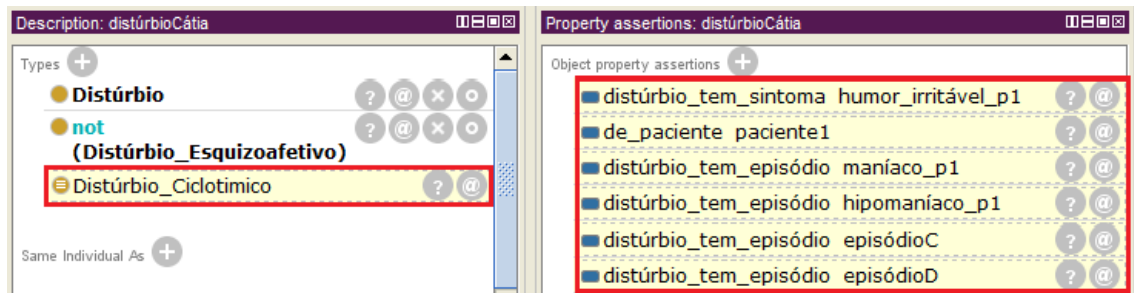 Description: distúrbioCátia
Types
Distúrbio
not
(Distúrbio_Esquizoafetivo)
Distúrbio_Ciclotimico
Same Individual As
Property assertions: distúrbioCátia
Object property assertions
distúrbio_tem_sintoma humor_irritável_p1
de_paciente paciente1
distúrbio_tem_episódio maníaco_p1
distúrbio_tem_episódio hipomaníaco_p1
distúrbio_tem_episódio episódioC
distúrbio_tem_episódio episódioD